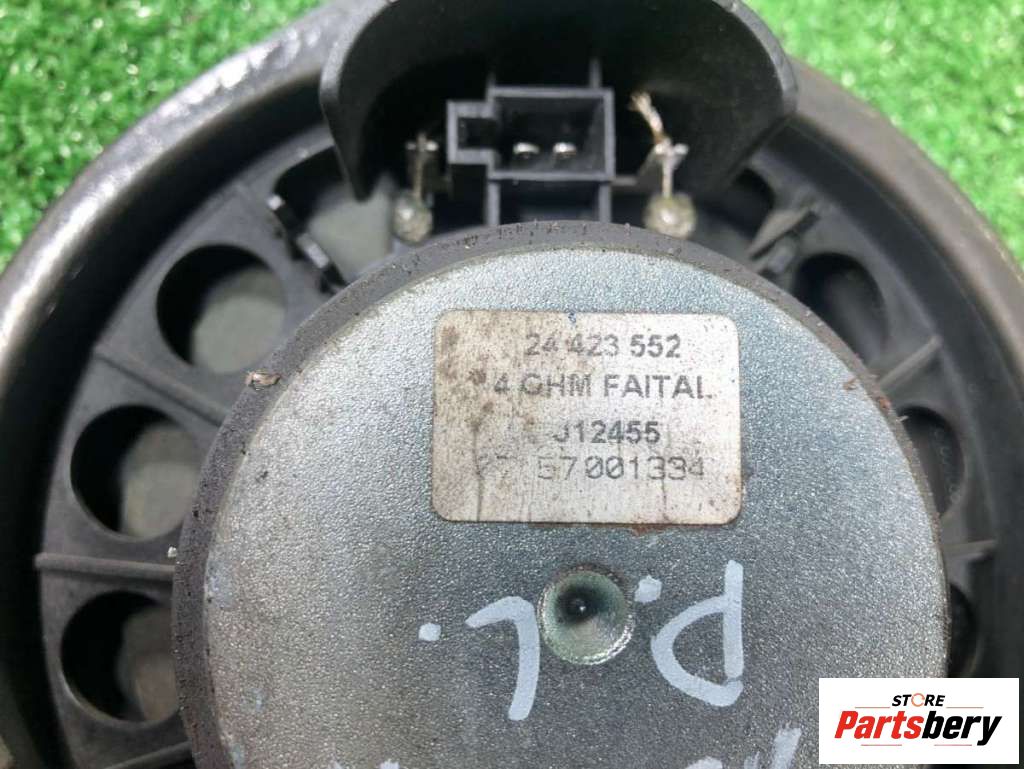 24 423 552
4 OHM FAITAL
J12455
57001334
P.L.
STORE
Partsbery